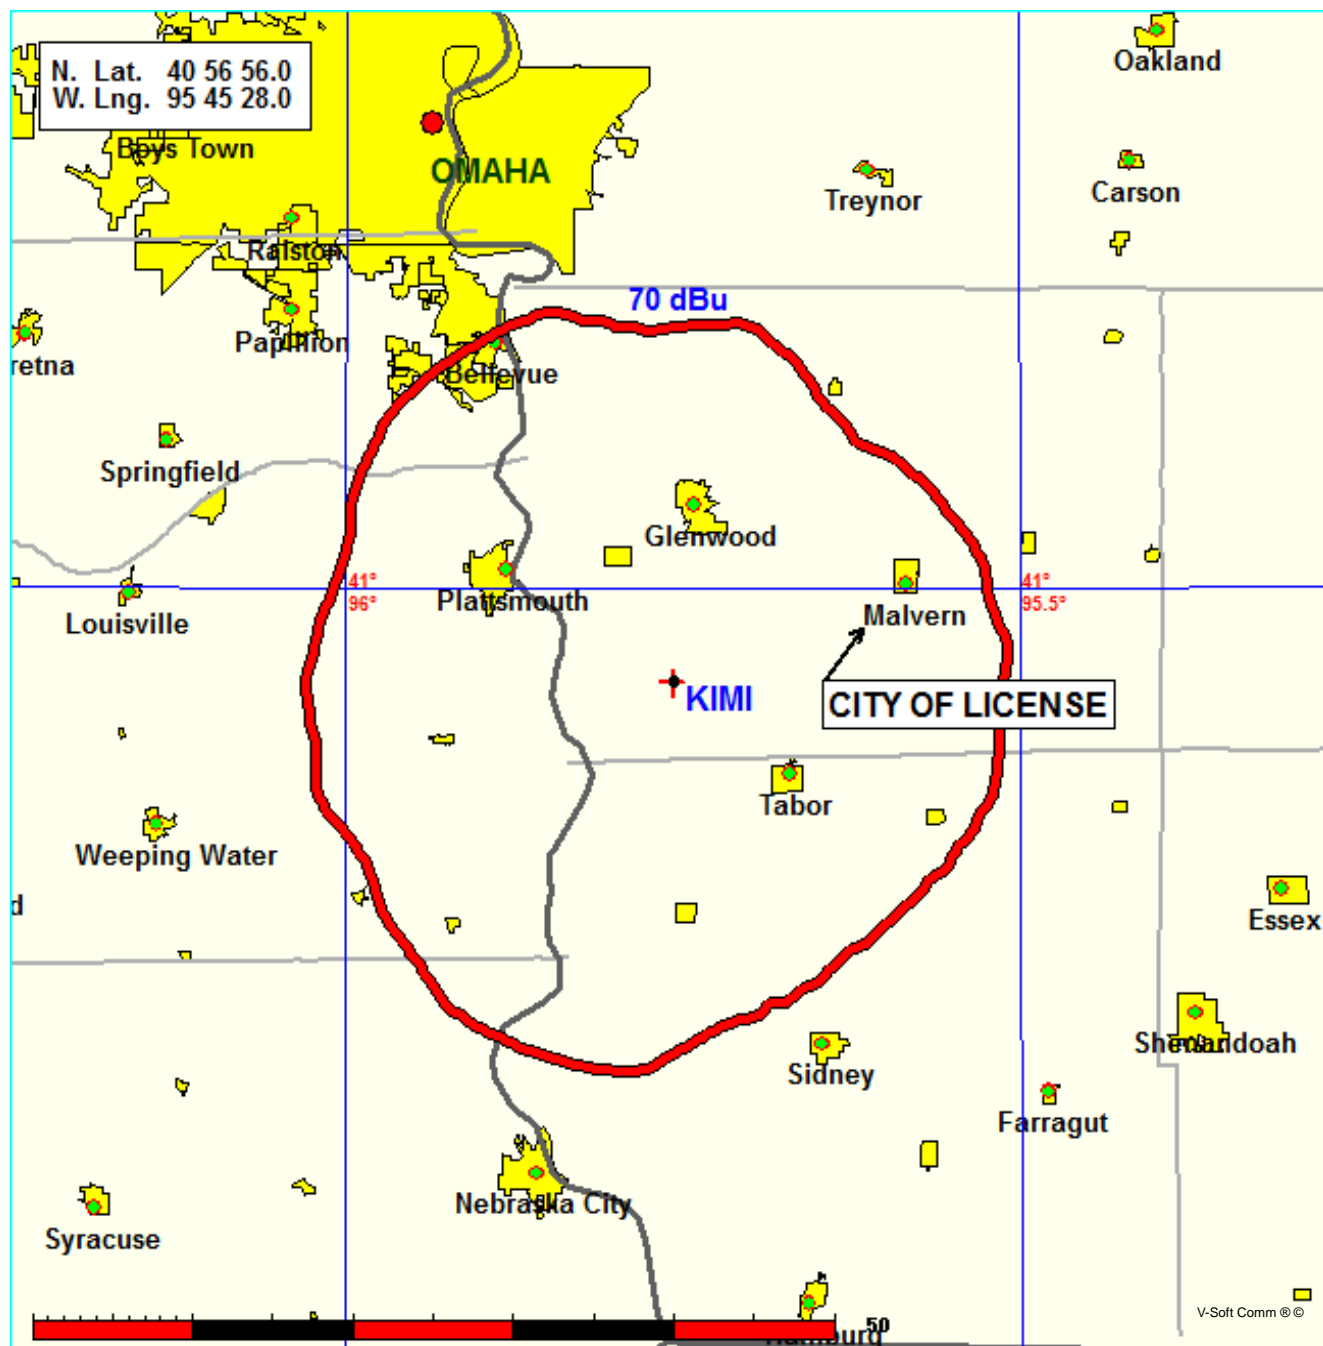 N. Lat. 40 56 56.0
W. Lng. 95 45 28.0
Oakland
Boys Town
OMAHA
Treynor
Carson
Ralston
70 dBu
Papillion
retna
Bellevue
Springfield
Glenwood
41°
96°
41°
95.5°
Plattsmouth
Louisville
Malvern
KIMI
CITY OF LICENSE
Tabor
Weeping Water
d
Essex
Shenandoah
Sidney
Farragut
Nebraska City
Syracuse
50
V-Soft Comm ® ©
Hamburg